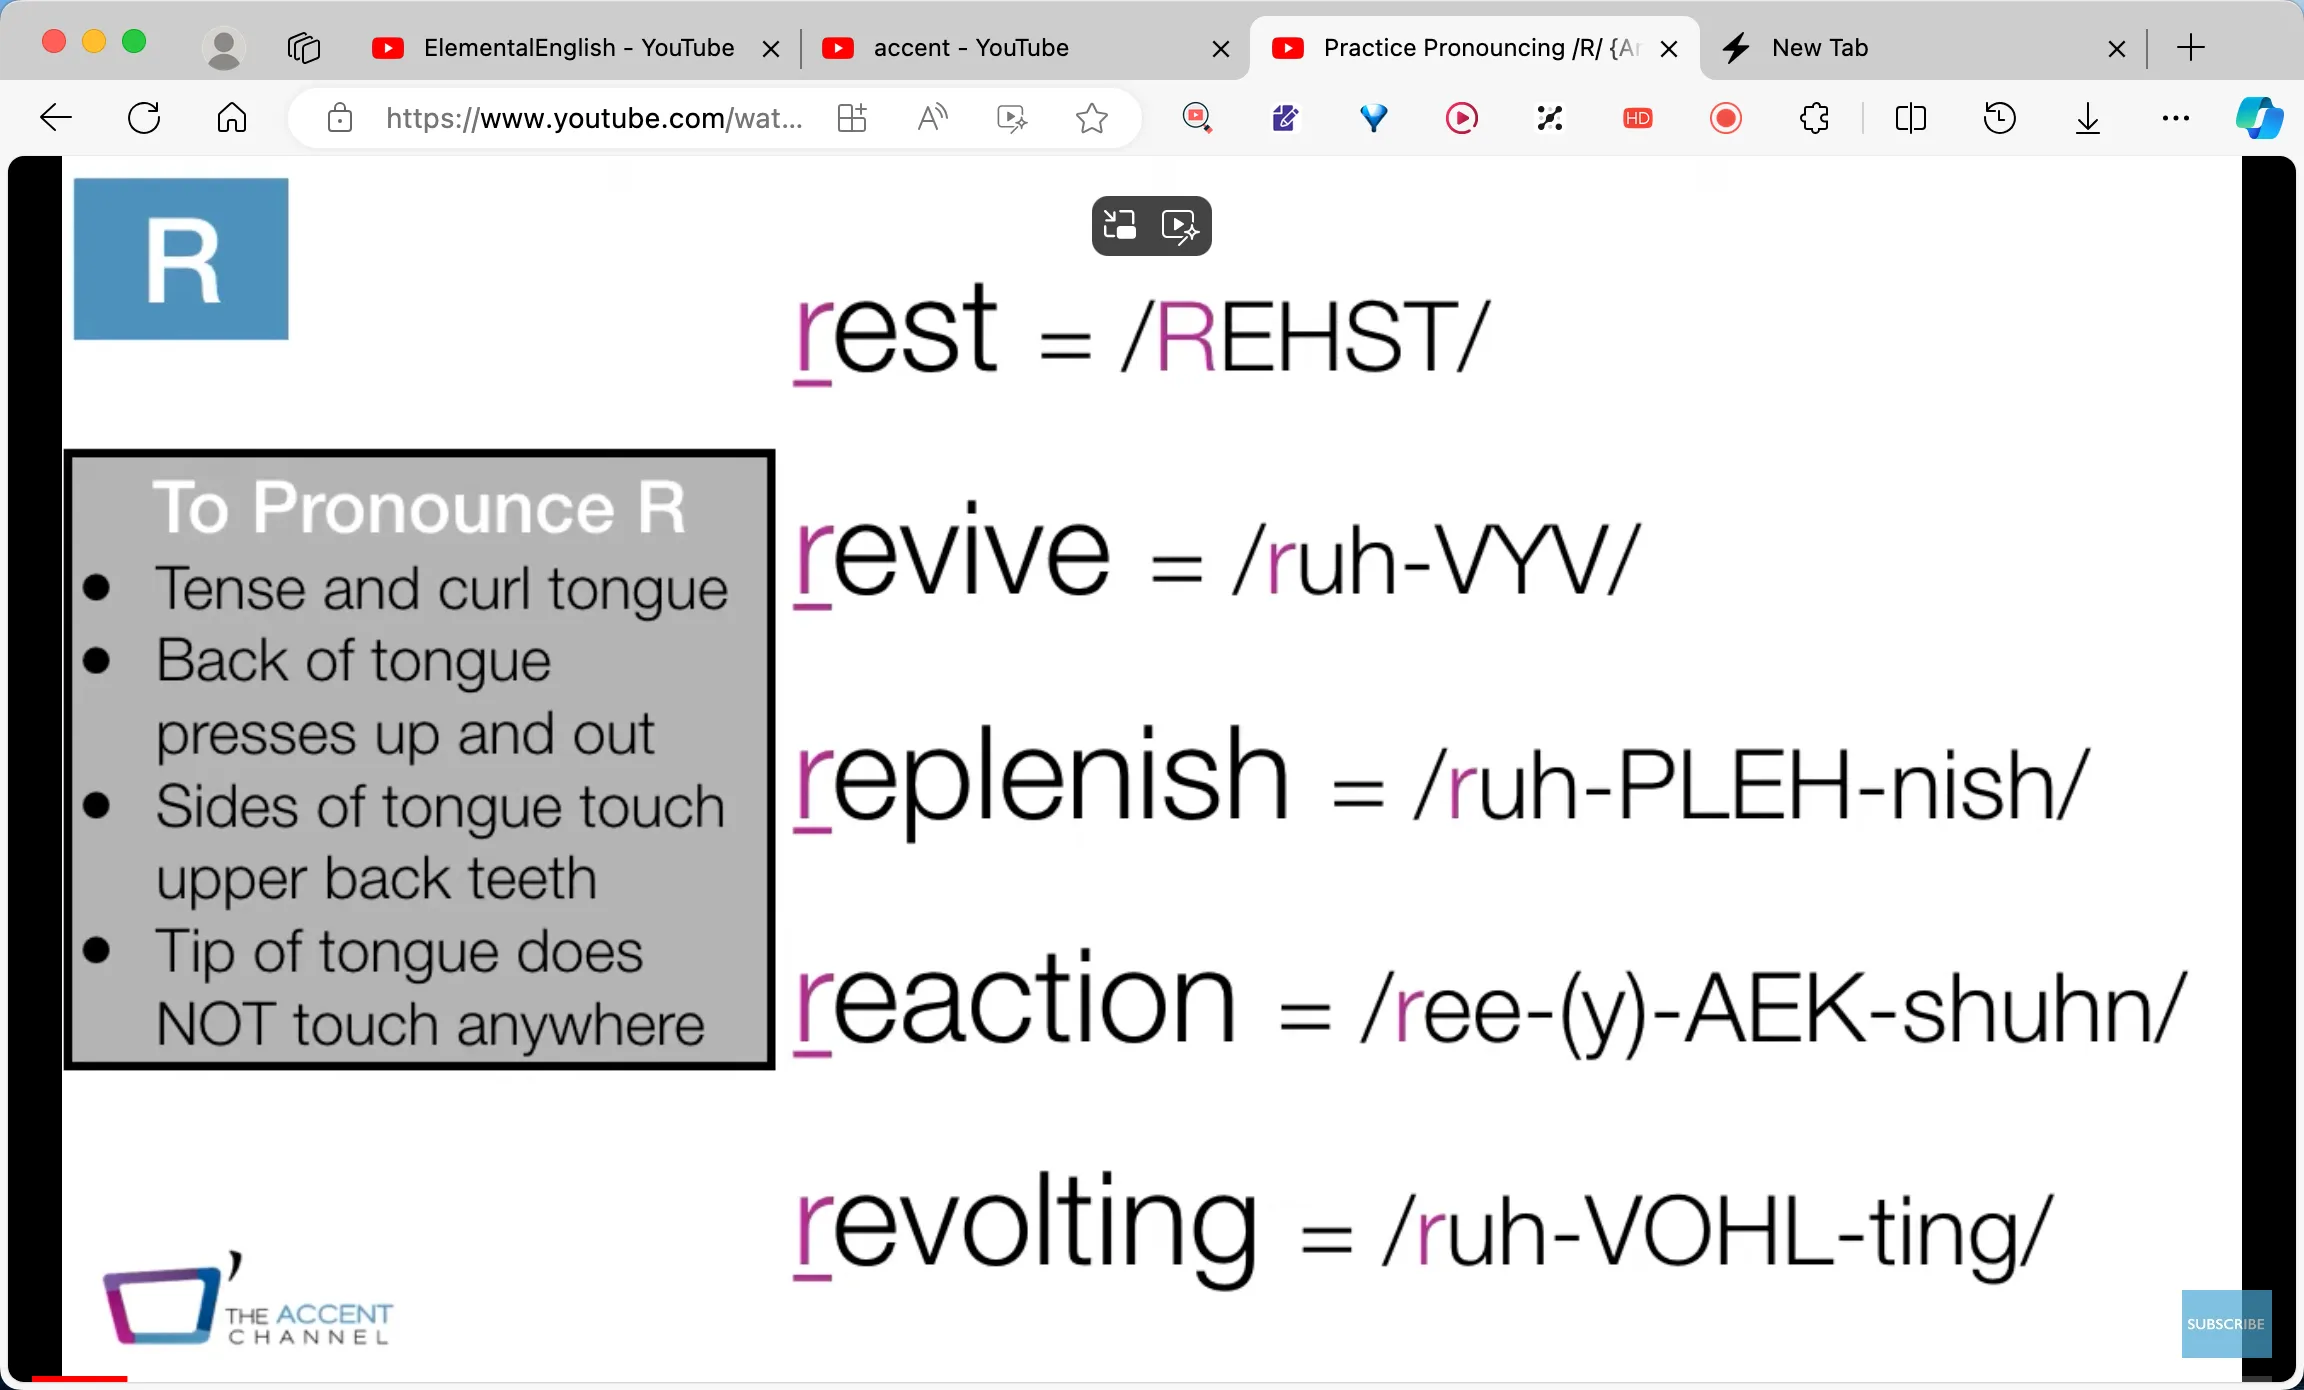 ElementalEnglish - YouTube
accent - YouTube
Practice Pronouncing /R/ {A
New Tab
https://www.youtube.com/wat...
HD
R
rest = /REHST/
revive = /ruh-VYV/
replenish = /ruh-PLEH-nish/
reaction = /ree-(y)-AEK-shuhn/
revolting = /ruh-VOHL-ting/
To Pronounce R
● Tense and curl tongue
● Back of tongue
presses up and out
● Sides of tongue touch
upper back teeth
● Tip of tongue does
NOT touch anywhere
THE ACCENT
CHANNEL
SUBSCRIBE